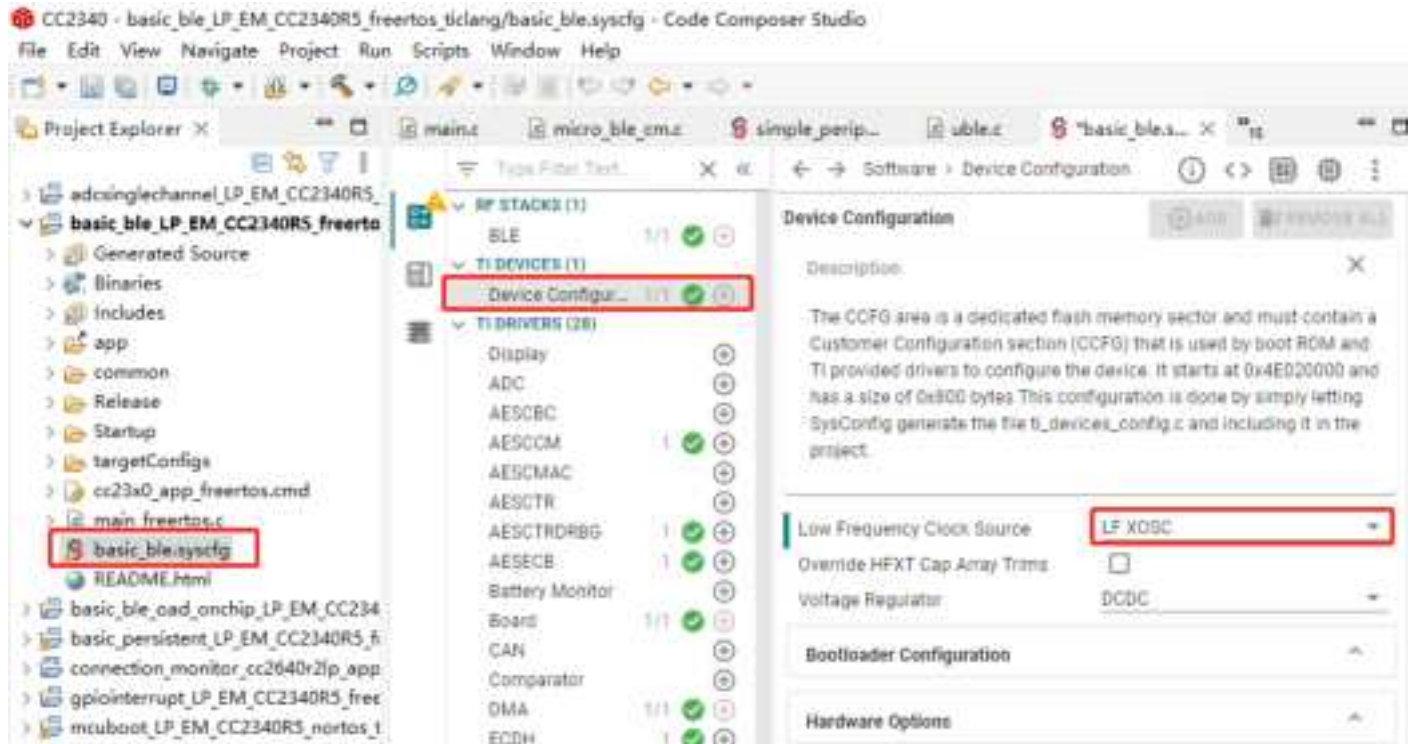 CC2340 - basic_ble_LP_EM_CC2340R5_freertos_ticlang/basic_ble.syscfg - Code Composer Studio
File Edit View Navigate Project Run Scripts Window Help
Project Explorer
main.c
micro_ble_cm.c
simple_perip...
uble.c
*basic_ble.s...
Type Filter Text...
Software > Device Configuration
adcsinglechannel_LP_EM_CC2340R5_
basic_ble_LP_EM_CC2340R5_freerto
Generated Source
Binaries
Includes
app
common
Release
Startup
targetConfigs
cc23x0_app_freertos.cmd
main_freertos.c
basic_ble.syscfg
README.html
basic_ble_oad_onchip_LP_EM_CC234
basic_persistent_LP_EM_CC2340R5_fi
connection_monitor_cc2640r2lp_app
gpiointerrupt_LP_EM_CC2340R5_free
mcuboot_LP_EM_CC2340R5_nortos_t
RF STACKS (1)
BLE 1/1
TI DEVICES (1)
Device Configur... 1/1
TI DRIVERS (28)
Display
ADC
AESCBC
AESCCM 1
AESCMAC
AESCTR
AESCTRDRBG 1
AESECB 1
Battery Monitor
Board 1/1
CAN
Comparator
DMA 1/1
ECDH 1
Device Configuration
ADD
REMOVE ALL
Description
The CCFG area is a dedicated flash memory sector and must contain a
Customer Configuration section (CCFG) that is used by boot ROM and
TI provided drivers to configure the device. It starts at 0x4E020000 and
has a size of 0x800 bytes This configuration is done by simply letting
SysConfig generate the file ti_devices_config.c and including it in the
project.
Low Frequency Clock Source LF XOSC
Override HFXT Cap Array Trims
Voltage Regulator DCDC
Bootloader Configuration
Hardware Options